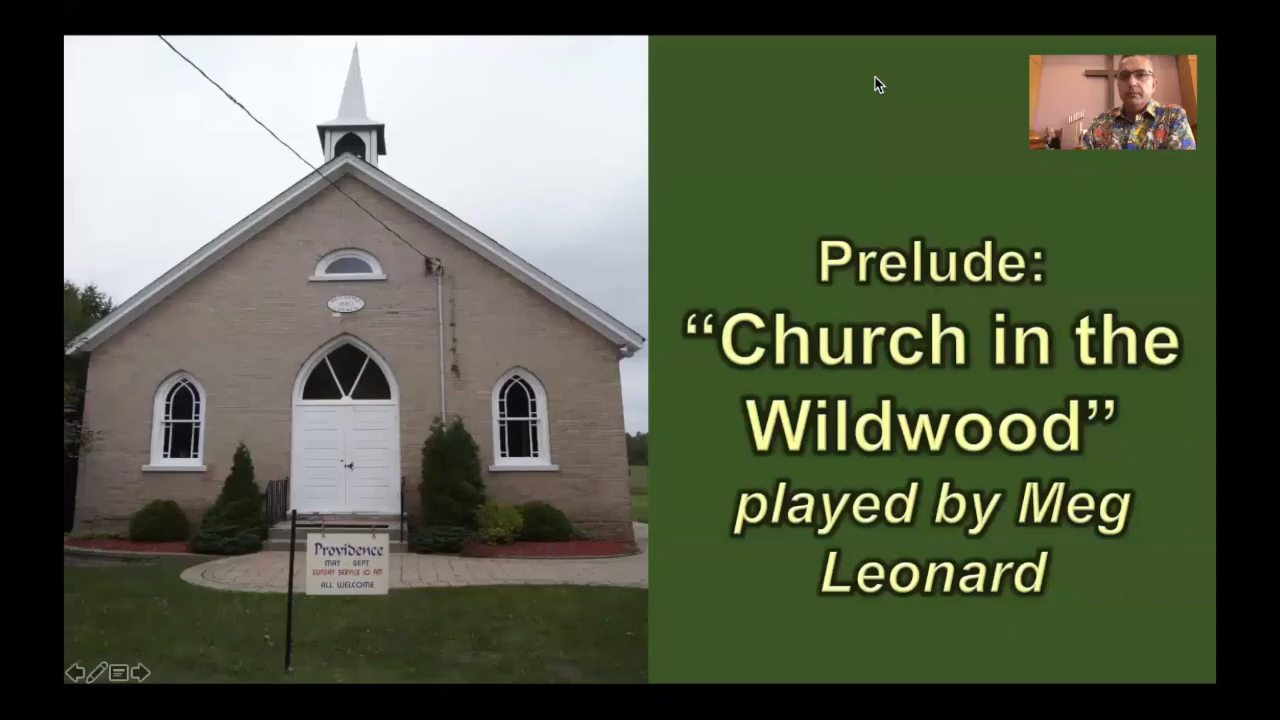 Prelude:
“Church in the
Wildwood”
played by Meg
Leonard
Providence
MAY SEPT
SUNDAY SERVICE 10 AM
ALL WELCOME